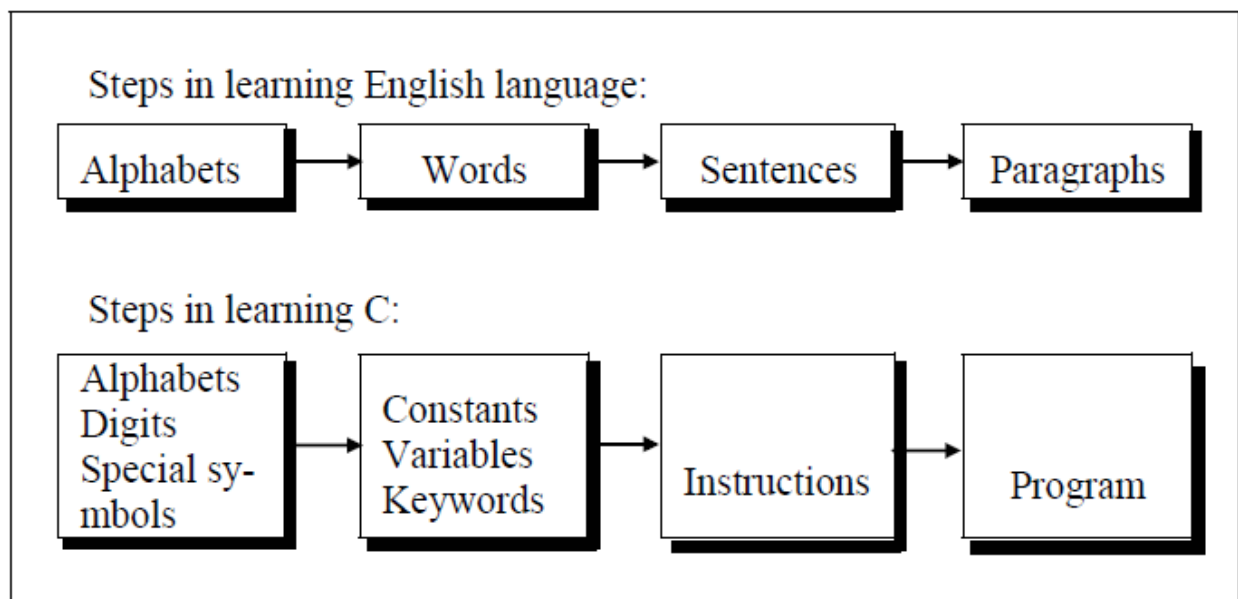 Steps in learning English language:
Alphabets
Words
Sentences
Paragraphs
Steps in learning C:
Alphabets
Digits
Special sy-
mbols
Constants
Variables
Keywords
Instructions
Program